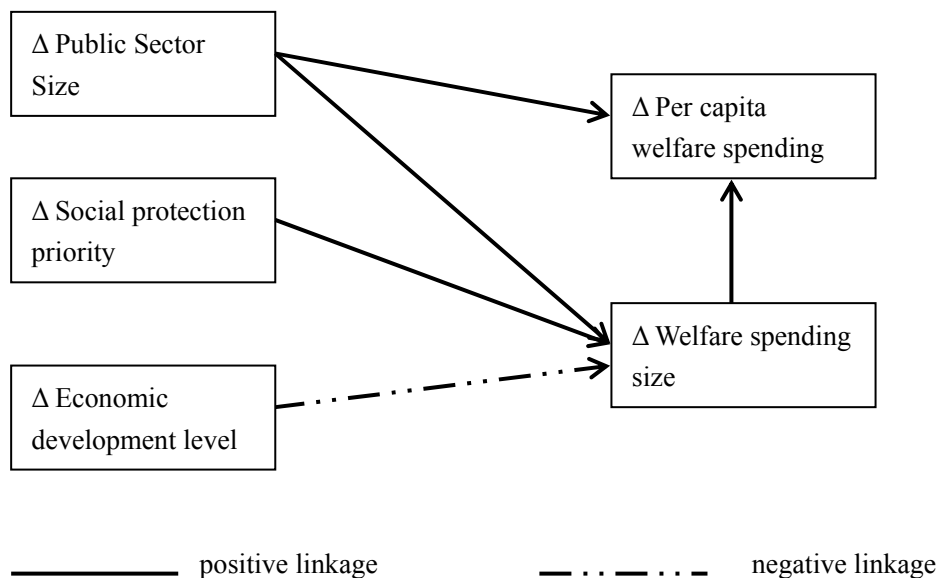 Δ Public Sector
Size
Δ Per capita
welfare spending
Δ Social protection
priority
Δ Welfare spending
size
Δ Economic
development level
positive linkage
negative linkage